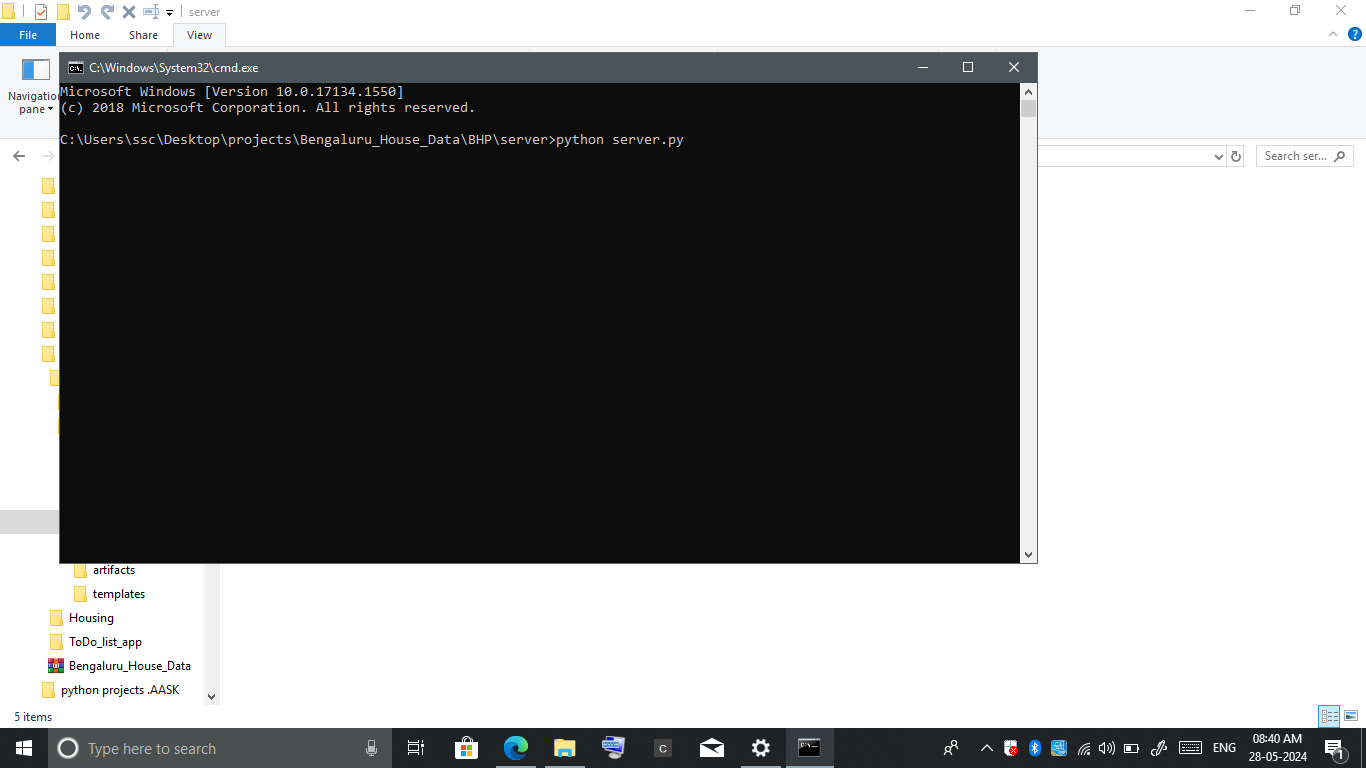 server
File Home Share View
Navigation
pane
C:\Windows\System32\cmd.exe
Microsoft Windows [Version 10.0.17134.1550]
(c) 2018 Microsoft Corporation. All rights reserved.
C:\Users\ssc\Desktop\projects\Bengaluru_House_Data\BHP\server>python server.py
Search ser...
artifacts
templates
Housing
ToDo_list_app
Bengaluru_House_Data
python projects .AASK
5 items
Type here to search
C
ENG
08:40 AM
28-05-2024
1